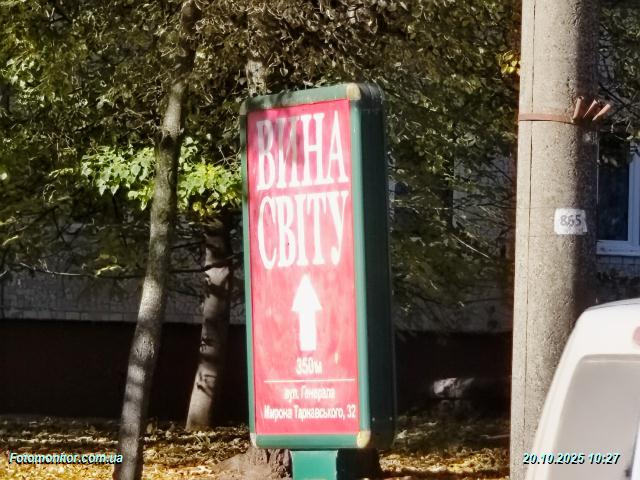 ВИНА
СВІТУ
350м
вул. Генерала
Мирона Тарнавського, 32
865
Fotomonitor.com.ua
20.10.2025 10:27